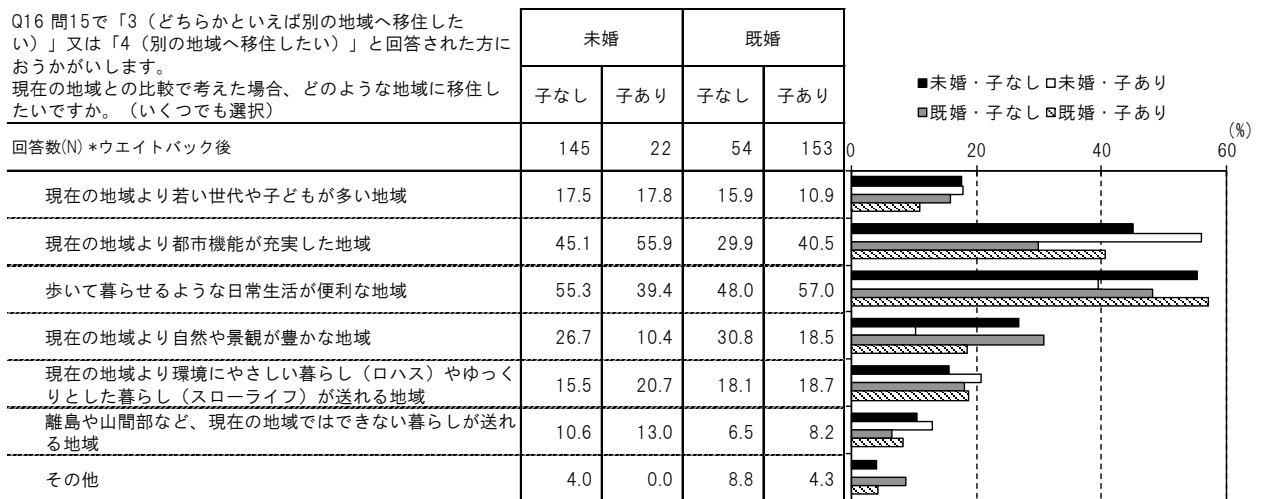 Q16 問15で「3（どちらかといえば別の地域へ移住した
い）」又は「4（別の地域へ移住したい）」と回答された方に
おうかがいします。
現在の地域との比較で考えた場合、どのような地域に移住し
たいですか。（いくつでも選択）
未婚 既婚
子なし 子あり 子なし 子あり
■未婚・子なし□未婚・子あり
■既婚・子なし 既婚・子あり
(%)
回答数(N) *ウエイトバック後 145 22 54 153
0 20 40 60
現在の地域より若い世代や子どもが多い地域 17.5 17.8 15.9 10.9
現在の地域より都市機能が充実した地域 45.1 55.9 29.9 40.5
歩いて暮らせるような日常生活が便利な地域 55.3 39.4 48.0 57.0
現在の地域より自然や景観が豊かな地域 26.7 10.4 30.8 18.5
現在の地域より環境にやさしい暮らし（ロハス）やゆっく
りとした暮らし（スローライフ）が送れる地域 15.5 20.7 18.1 18.7
離島や山間部など、現在の地域ではできない暮らしが送れ
る地域 10.6 13.0 6.5 8.2
その他 4.0 0.0 8.8 4.3